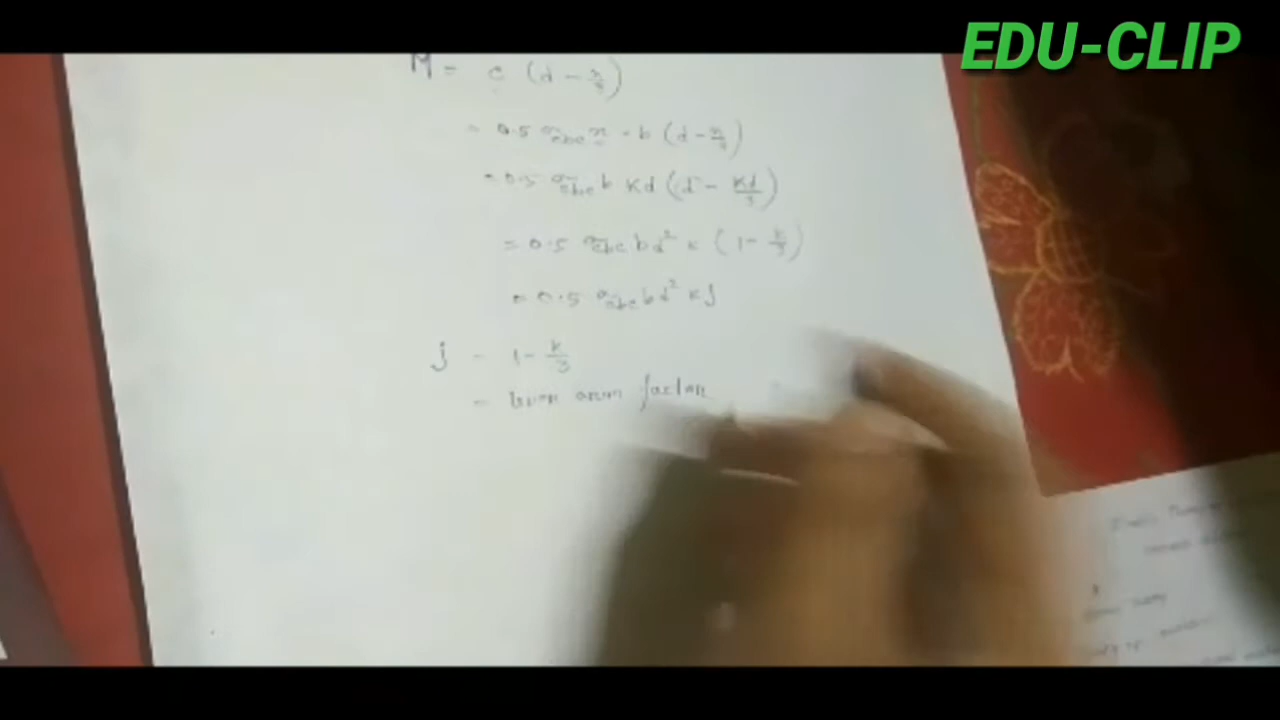 EDU-CLIP
M = C (d - x/3)
= 0.5 σcbc x · b (d - x/3)
= 0.5 σcbc b Kd (d - Kd/3)
= 0.5 σcbc bd² K (1 - K/3)
= 0.5 σcbc bd² Kj
j = 1 - K/3
= lever arm factor